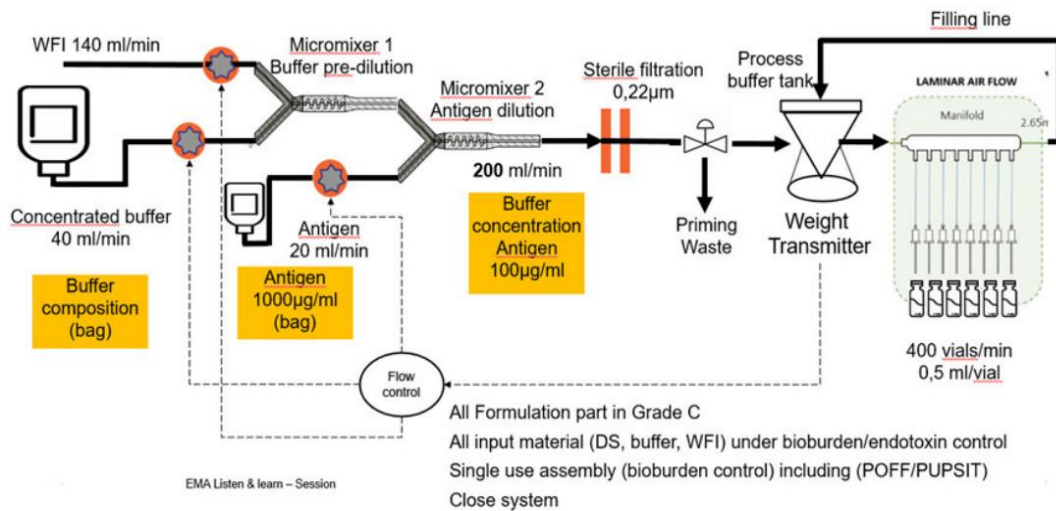 WFI 140 ml/min
Micromixer 1
Buffer pre-dilution
Micromixer 2
Antigen dilution
Sterile filtration
0,22µm
Process
buffer tank
Filling line
LAMINAR AIR FLOW
Manifold
2.65m
Concentrated buffer
40 ml/min
Antigen
20 ml/min
200 ml/min
Priming
Waste
Weight
Transmitter
Buffer
composition
(bag)
Antigen
1000µg/ml
(bag)
Buffer
concentration
Antigen
100µg/ml
400 vials/min
0,5 ml/vial
Flow
control
All Formulation part in Grade C
All input material (DS, buffer, WFI) under bioburden/endotoxin control
Single use assembly (bioburden control) including (POFF/PUPSIT)
Close system
EMA Listen & learn – Session